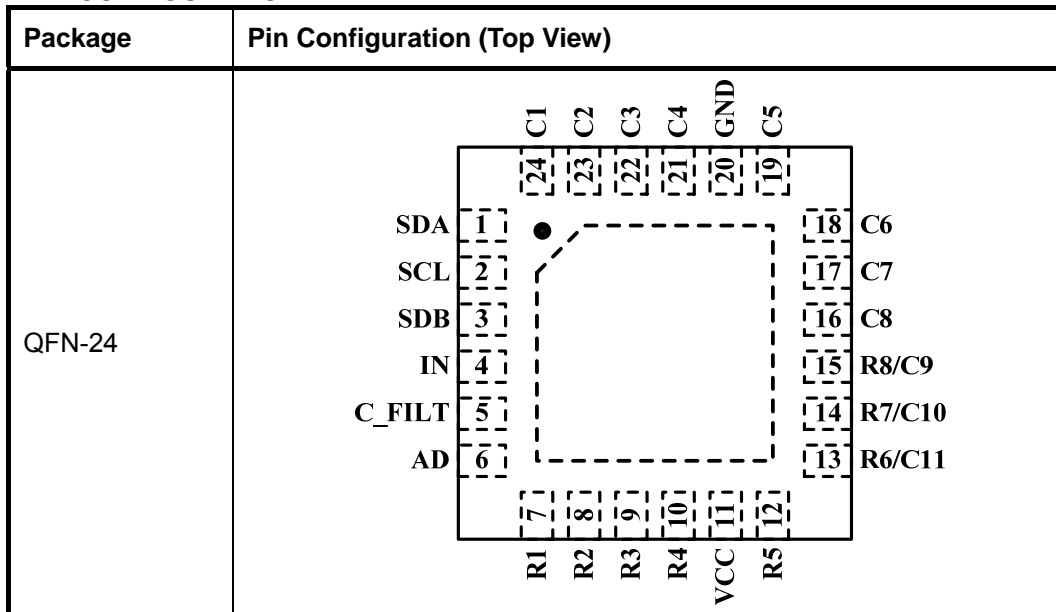 Package Pin Configuration (Top View)
QFN-24
C1 C2 C3 C4 GND C5
24 23 22 21 20 19
SDA 1 18 C6
SCL 2 17 C7
SDB 3 16 C8
IN 4 15 R8/C9
C_FILT 5 14 R7/C10
AD 6 13 R6/C11
7 8 9 10 11 12
R1 R2 R3 R4 VCC R5